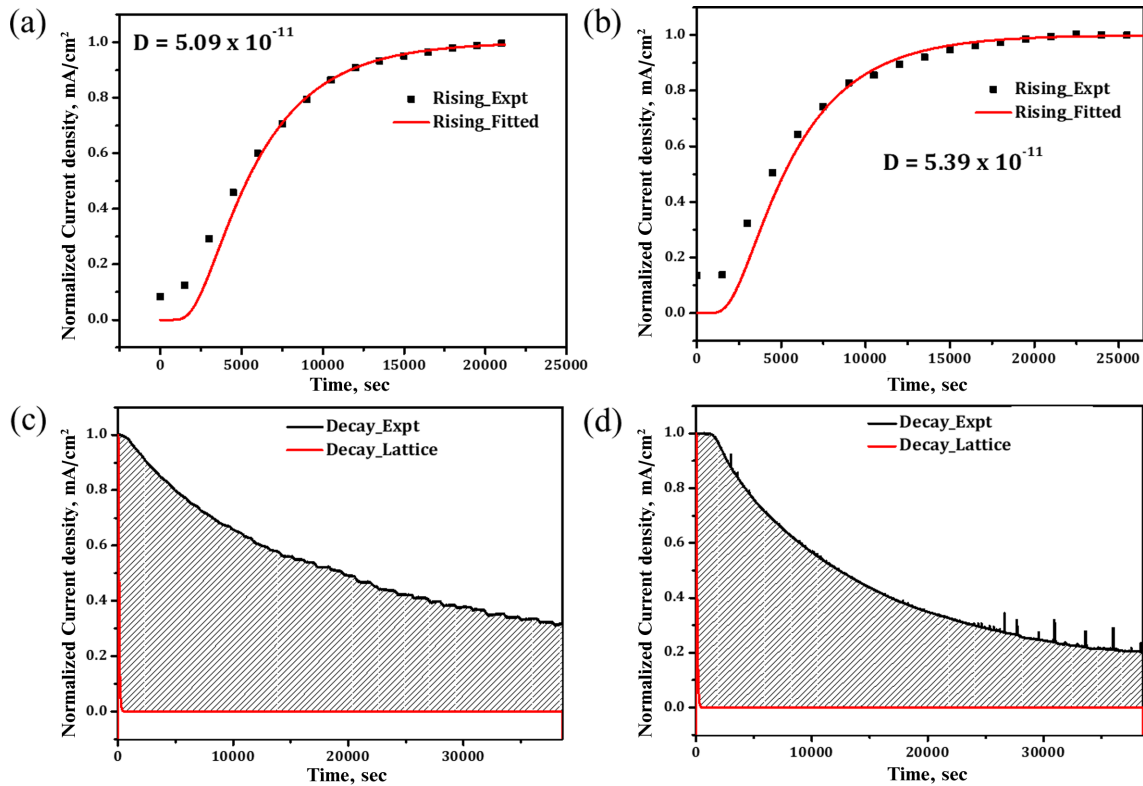 (a)
D = 5.09 x 10⁻¹¹
Rising_Expt
Rising_Fitted
Normalized Current density, mA/cm²
1.0
0.8
0.6
0.4
0.2
0.0
0
5000
10000
15000
20000
25000
Time, sec
(b)
Rising_Expt
Rising_Fitted
D = 5.39 x 10⁻¹¹
Normalized Current density, mA/cm²
1.0
0.8
0.6
0.4
0.2
0.0
0
5000
10000
15000
20000
25000
Time, sec
(c)
Decay_Expt
Decay_Lattice
Normalized Current density, mA/cm²
1.0
0.8
0.6
0.4
0.2
0.0
0
10000
20000
30000
Time, sec
(d)
Decay_Expt
Decay_Lattice
Normalized Current density, mA/cm²
1.0
0.8
0.6
0.4
0.2
0.0
0
10000
20000
30000
Time, sec